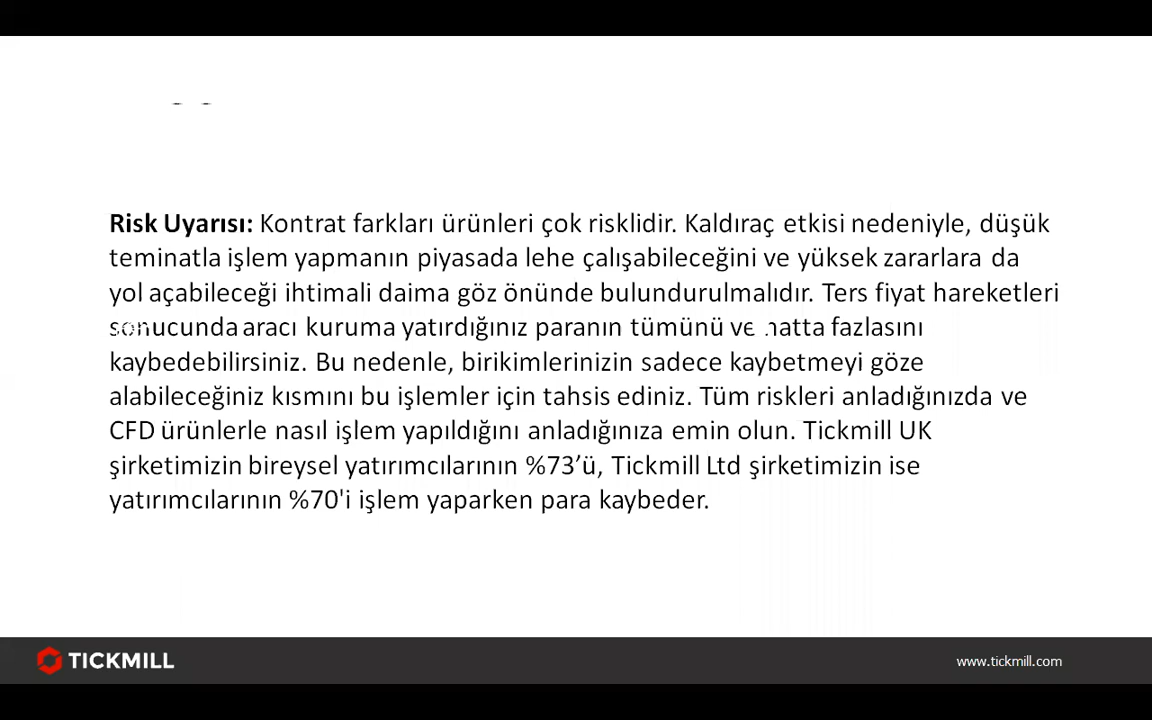 Risk Uyarısı: Kontrat farkları ürünleri çok risklidir. Kaldıraç etkisi nedeniyle, düşük
teminatla işlem yapmanın piyasada lehe çalışabileceğini ve yüksek zararlara da
yol açabileceği ihtimali daima göz önünde bulundurulmalıdır. Ters fiyat hareketleri
sonucunda aracı kuruma yatırdığınız paranın tümünü ve hatta fazlasını
kaybedebilirsiniz. Bu nedenle, birikimlerinizin sadece kaybetmeyi göze
alabileceğiniz kısmını bu işlemler için tahsis ediniz. Tüm riskleri anladığınızda ve
CFD ürünlerle nasıl işlem yapıldığını anladığınıza emin olun. Tickmill UK
şirketimizin bireysel yatırımcılarının %73’ü, Tickmill Ltd şirketimizin ise
yatırımcılarının %70'i işlem yaparken para kaybeder.
TICKMILL
www.tickmill.com